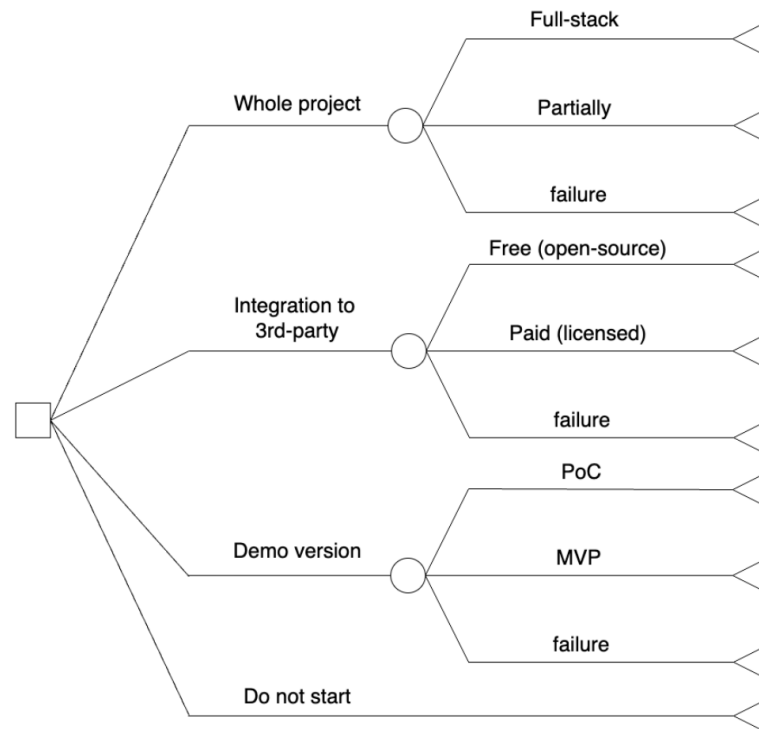 Full-stack
Whole project
Partially
failure
Free (open-source)
Integration to
3rd-party
Paid (licensed)
failure
PoC
Demo version
MVP
failure
Do not start